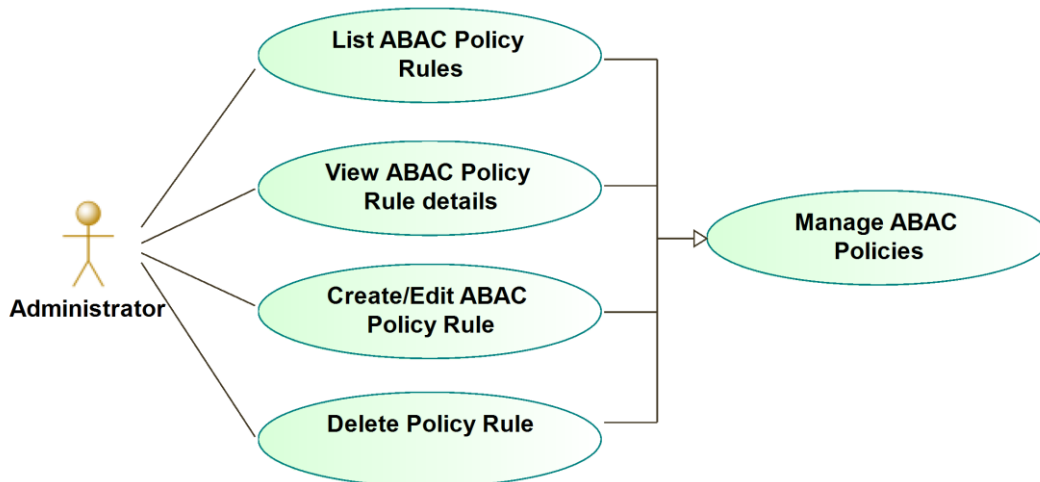 List ABAC Policy
Rules
View ABAC Policy
Rule details
Manage ABAC
Policies
Administrator
Create/Edit ABAC
Policy Rule
Delete Policy Rule